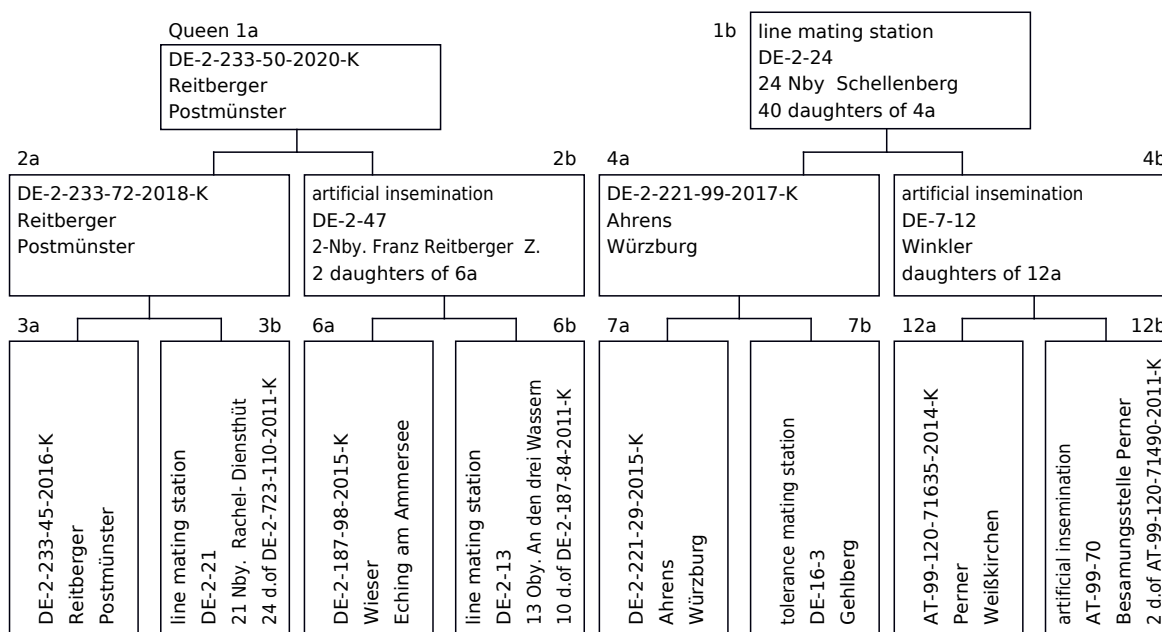 Queen 1a
DE-2-233-50-2020-K
Reitberger
Postmünster
1b
line mating station
DE-2-24
24 Nby Schellenberg
40 daughters of 4a
2a
DE-2-233-72-2018-K
Reitberger
Postmünster
2b
artificial insemination
DE-2-47
2-Nby. Franz Reitberger Z.
2 daughters of 6a
4a
DE-2-221-99-2017-K
Ahrens
Würzburg
4b
artificial insemination
DE-7-12
Winkler
daughters of 12a
3a
DE-2-233-45-2016-K
Reitberger
Postmünster
3b
line mating station
DE-2-21
21 Nby. Rachel- Diensthüt
24 d.of DE-2-723-110-2011-K
6a
DE-2-187-98-2015-K
Wieser
Eching am Ammersee
6b
line mating station
DE-2-13
13 Oby. An den drei Wassern
10 d.of DE-2-187-84-2011-K
7a
DE-2-221-29-2015-K
Ahrens
Würzburg
7b
tolerance mating station
DE-16-3
Gehlberg
12a
AT-99-120-71635-2014-K
Perner
Weißkirchen
12b
artificial insemination
AT-99-70
Besamungsstelle Perner
2 d.of AT-99-120-71490-2011-K